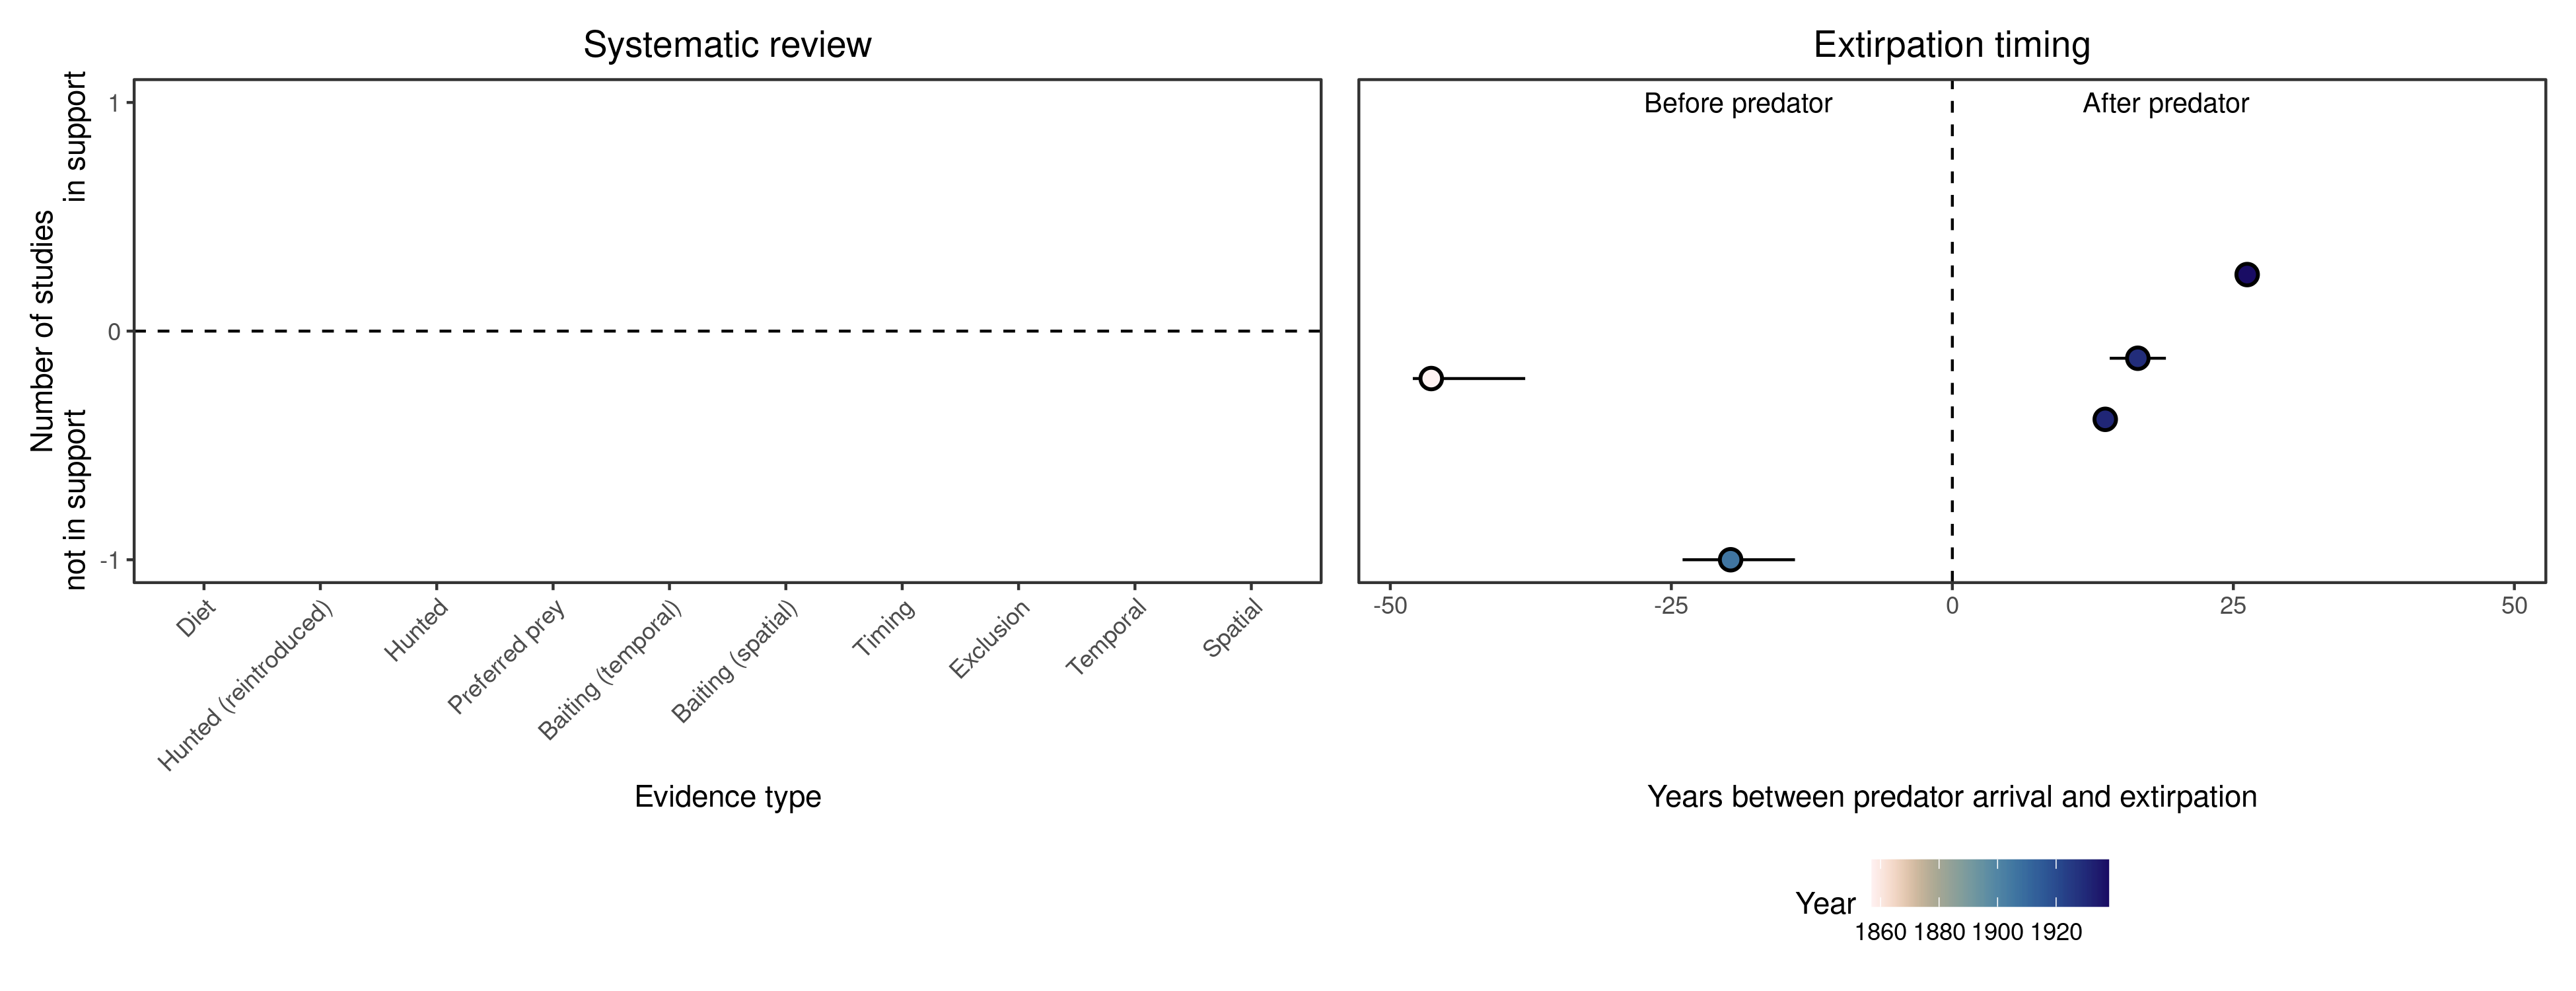 Systematic review
Extirpation timing
Number of studies
not in support
in support
1
0
-1
Diet
Hunted (reintroduced)
Hunted
Preferred prey
Baiting (temporal)
Baiting (spatial)
Timing
Exclusion
Temporal
Spatial
Evidence type
Before predator
After predator
-50
-25
0
25
50
Years between predator arrival and extirpation
Year
1860 1880 1900 1920